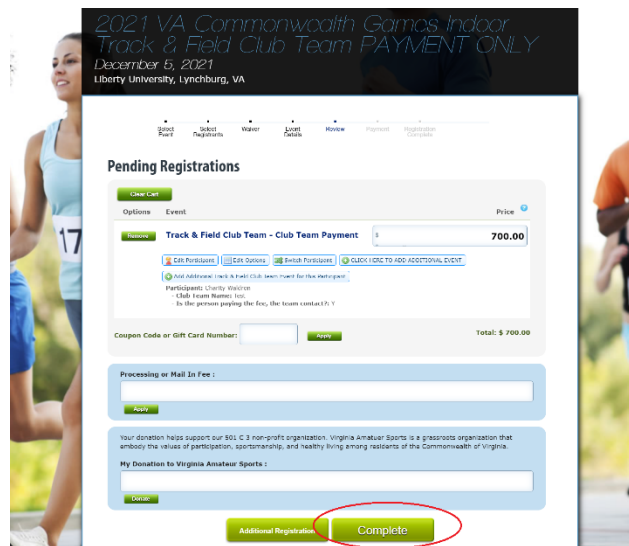 2021 VA Commonwealth Games Indoor
Track & Field Club Team PAYMENT ONLY
December 5, 2021
Liberty University, Lynchburg, VA
Select Event
Select Registrants
Waiver
Event Details
Review
Payment
Registration Complete
Pending Registrations
Clear Cart
Options Event Price
Remove Track & Field Club Team - Club Team Payment $ 700.00
Edit Participant Edit Options Switch Participant CLICK HERE TO ADD ADDITIONAL EVENT
Add Additional Track & Field Club Team Event for this Participant
Participant: Charity Waldron
- Club Team Name: Test
- Is the person paying the fee, the team contact?: Y
Coupon Code or Gift Card Number: Apply Total: $ 700.00
Processing or Mail In Fee :
Apply
Your donation helps support our 501 C 3 non-profit organization. Virginia Amatuer Sports is a grassroots organization that
embody the values of participation, sportsmanship, and healthy living among residents of the Commonwealth of Virginia.
My Donation to Virginia Amateur Sports :
Donate
Additional Registration Complete
17